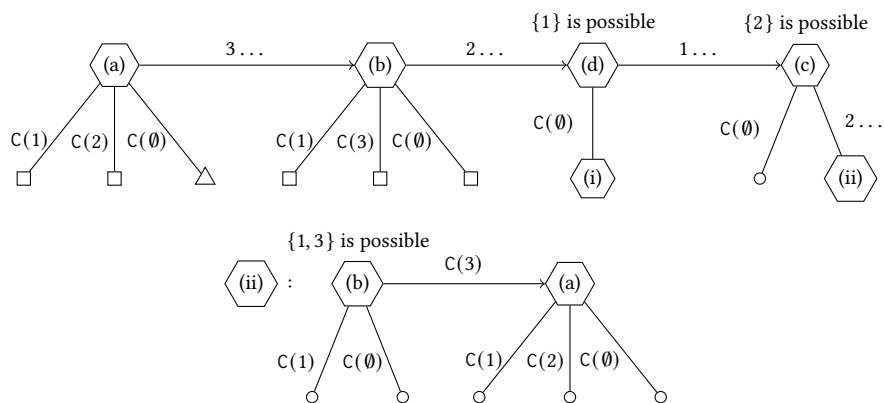 {1} is possible {2} is possible
(a) 3 . . . (b) 2 . . . (d) 1 . . . (c)
C(1) C(2) C(∅) C(1) C(3) C(∅) C(∅) C(∅) 2 . . .
(i) (ii)
{1, 3} is possible
(ii) : (b) C(3) (a)
C(1) C(∅) C(1) C(2) C(∅)